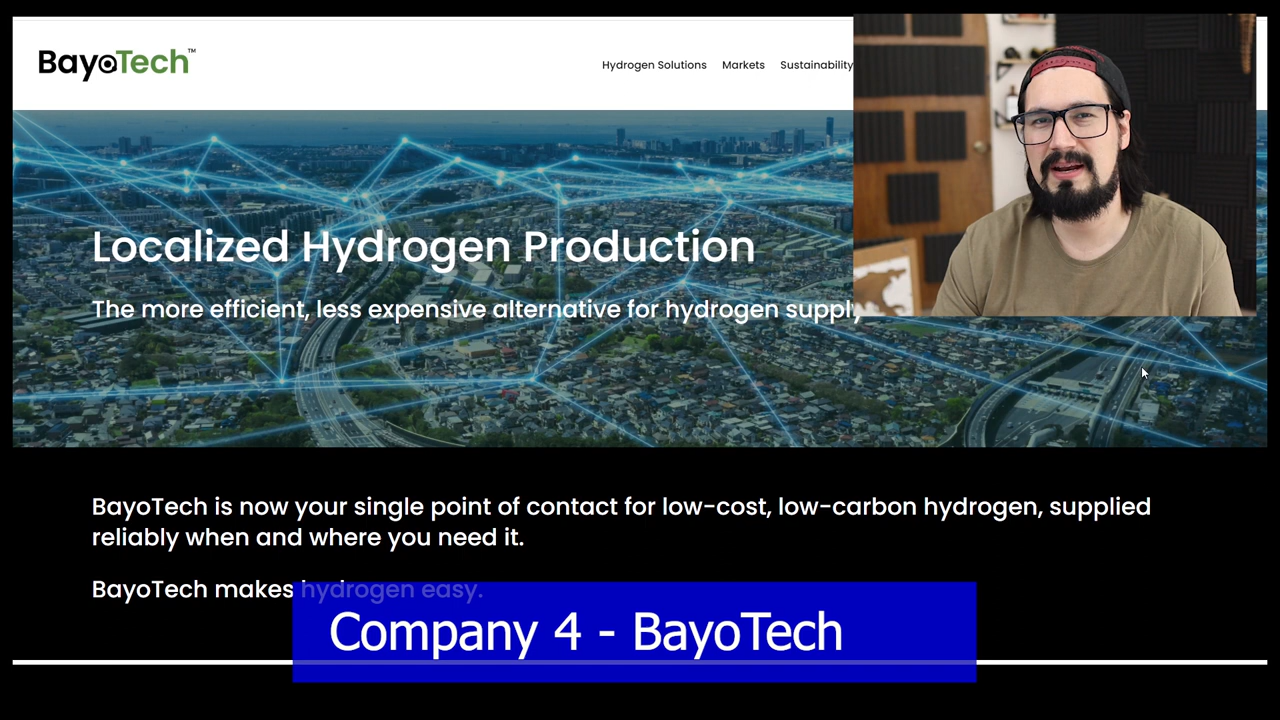 BayoTech™
Hydrogen Solutions Markets Sustainability
Localized Hydrogen Production
The more efficient, less expensive alternative for hydrogen supply
BayoTech is now your single point of contact for low-cost, low-carbon hydrogen, supplied
reliably when and where you need it.
BayoTech makes hydrogen easy.
Company 4 - BayoTech